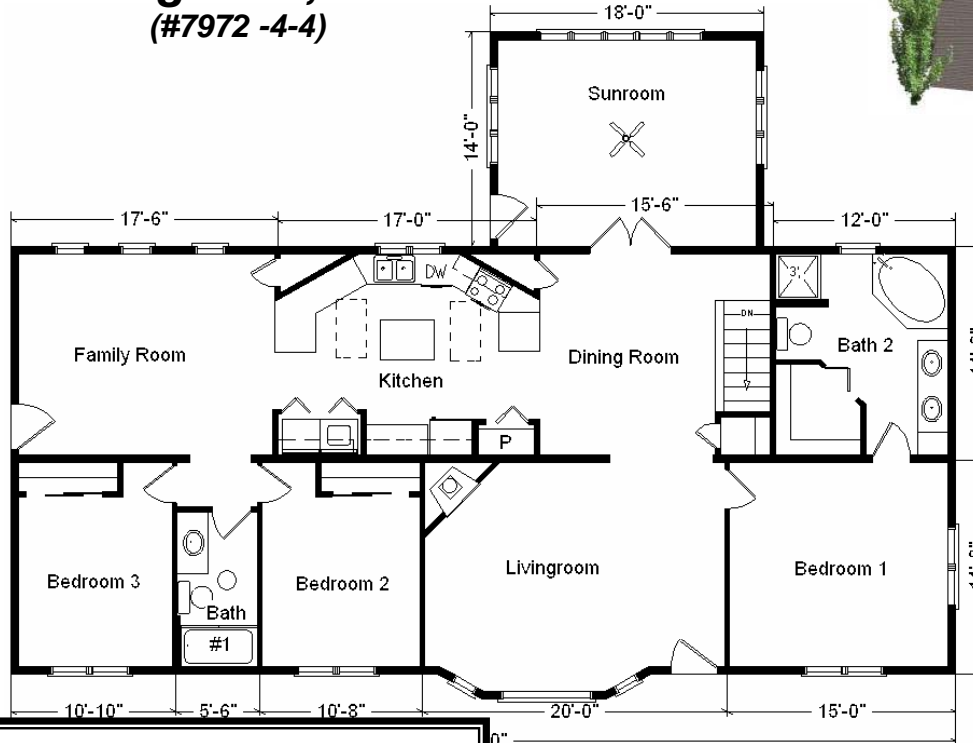 (#7972 -4-4)
18'-0"
Sunroom
14'-0"
17'-6"
17'-0"
15'-6"
12'-0"
DW
3'
DN
Family Room
Kitchen
Dining Room
Bath 2
P
Bedroom 3
Bath
#1
Bedroom 2
Livingroom
Bedroom 1
10'-10"
5'-6"
10'-8"
20'-0"
15'-0"